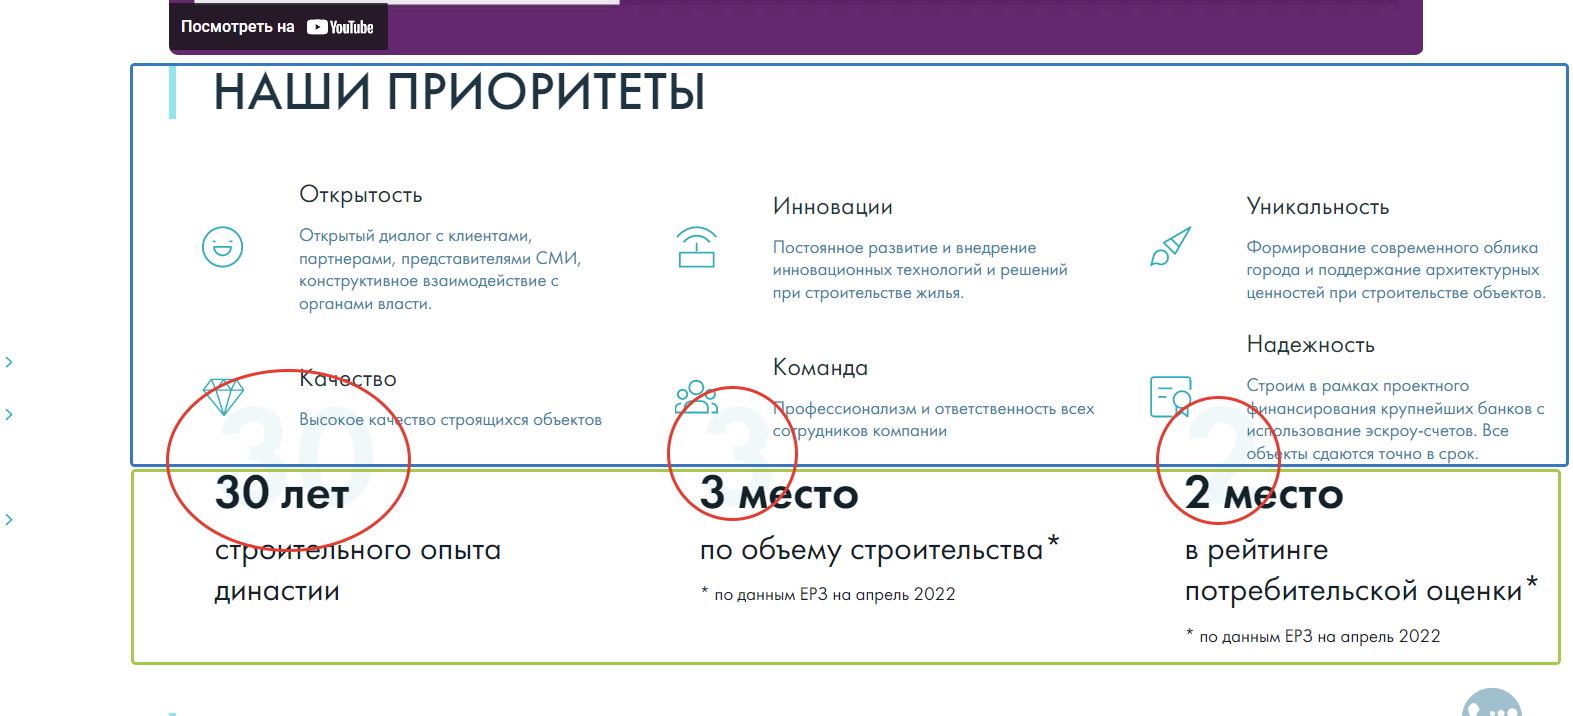 Посмотреть на YouTube
НАШИ ПРИОРИТЕТЫ
Открытость
Открытый диалог с клиентами,
партнерами, представителями СМИ,
конструктивное взаимодействие с
органами власти.
Инновации
Постоянное развитие и внедрение
инновационных технологий и решений
при строительстве жилья.
Уникальность
Формирование современного облика
города и поддержание архитектурных
ценностей при строительстве объектов.
Качество
Высокое качество строящихся объектов
Команда
Профессионализм и ответственность всех
сотрудников компании
Надежность
Строим в рамках проектного
финансирования крупнейших банков с
использование эскроу-счетов. Все
объекты сдаются точно в срок.
30
30 лет
строительного опыта
династии
3
3 место
по объему строительства*
* по данным ЕРЗ на апрель 2022
2
2 место
в рейтинге
потребительской оценки*
* по данным ЕРЗ на апрель 2022